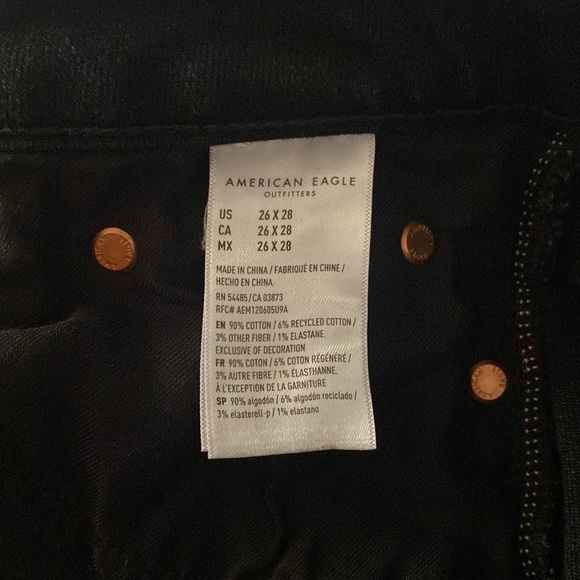 AMERICAN EAGLE
OUTFITTERS
US 26 X 28
CA 26 X 28
MX 26 X 28
MADE IN CHINA / FABRIQUÉ EN CHINE /
HECHO EN CHINA
RN 54485/CA 03873
RFC# AEM120605U9A
EN 90% COTTON / 6% RECYCLED COTTON /
3% OTHER FIBER / 1% ELASTANE.
EXCLUSIVE OF DECORATION
FR 90% COTON / 6% COTON RÉGÉNÉRÉ /
3% AUTRE FIBRE / 1% ÉLASTHANNE.
À L'EXCEPTION DE LA GARNITURE
SP 90% algodón / 6% algodón reciclado /
3% elasterell-p / 1% elastano